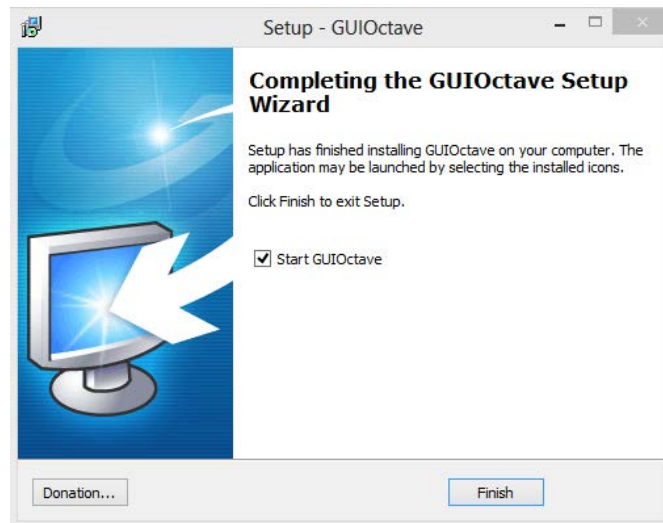 Setup - GUIOctave
Completing the GUIOctave Setup
Wizard
Setup has finished installing GUIOctave on your computer. The
application may be launched by selecting the installed icons.
Click Finish to exit Setup.
Start GUIOctave
Donation...
Finish